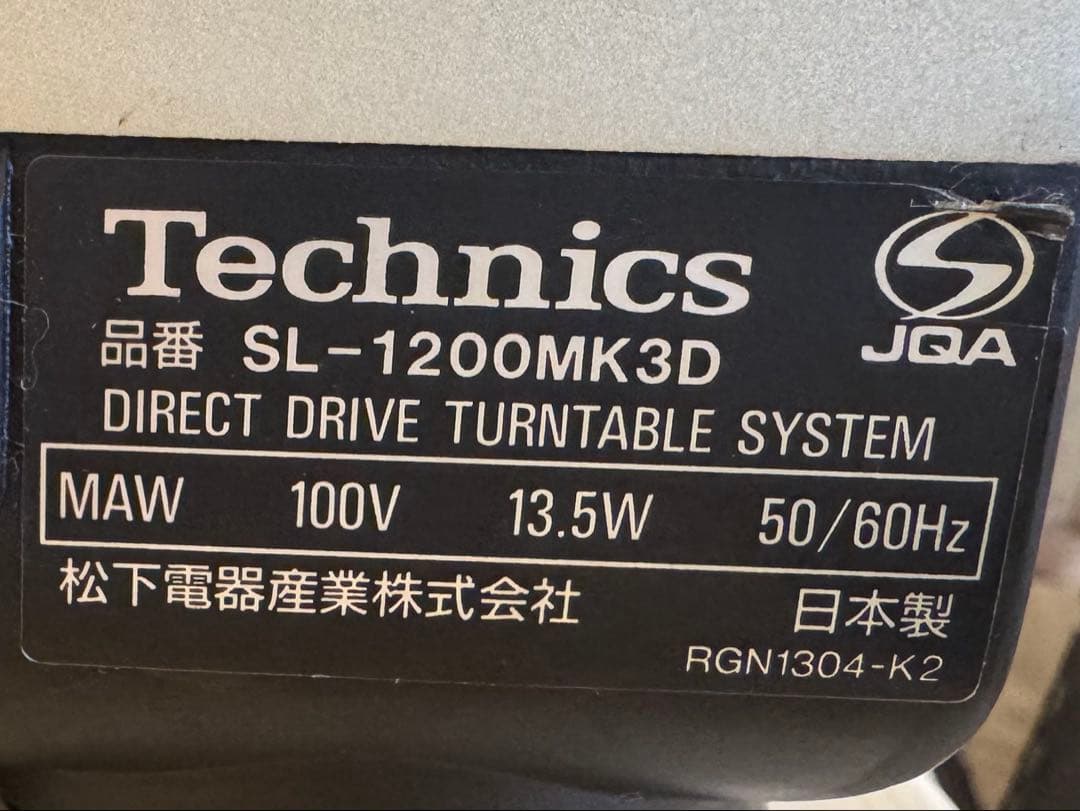 Technics
JQA
品番 SL-1200MK3D
DIRECT DRIVE TURNTABLE SYSTEM
MAW 100V 13.5W 50/60Hz
松下電器産業株式会社 日本製
RGN1304-K2